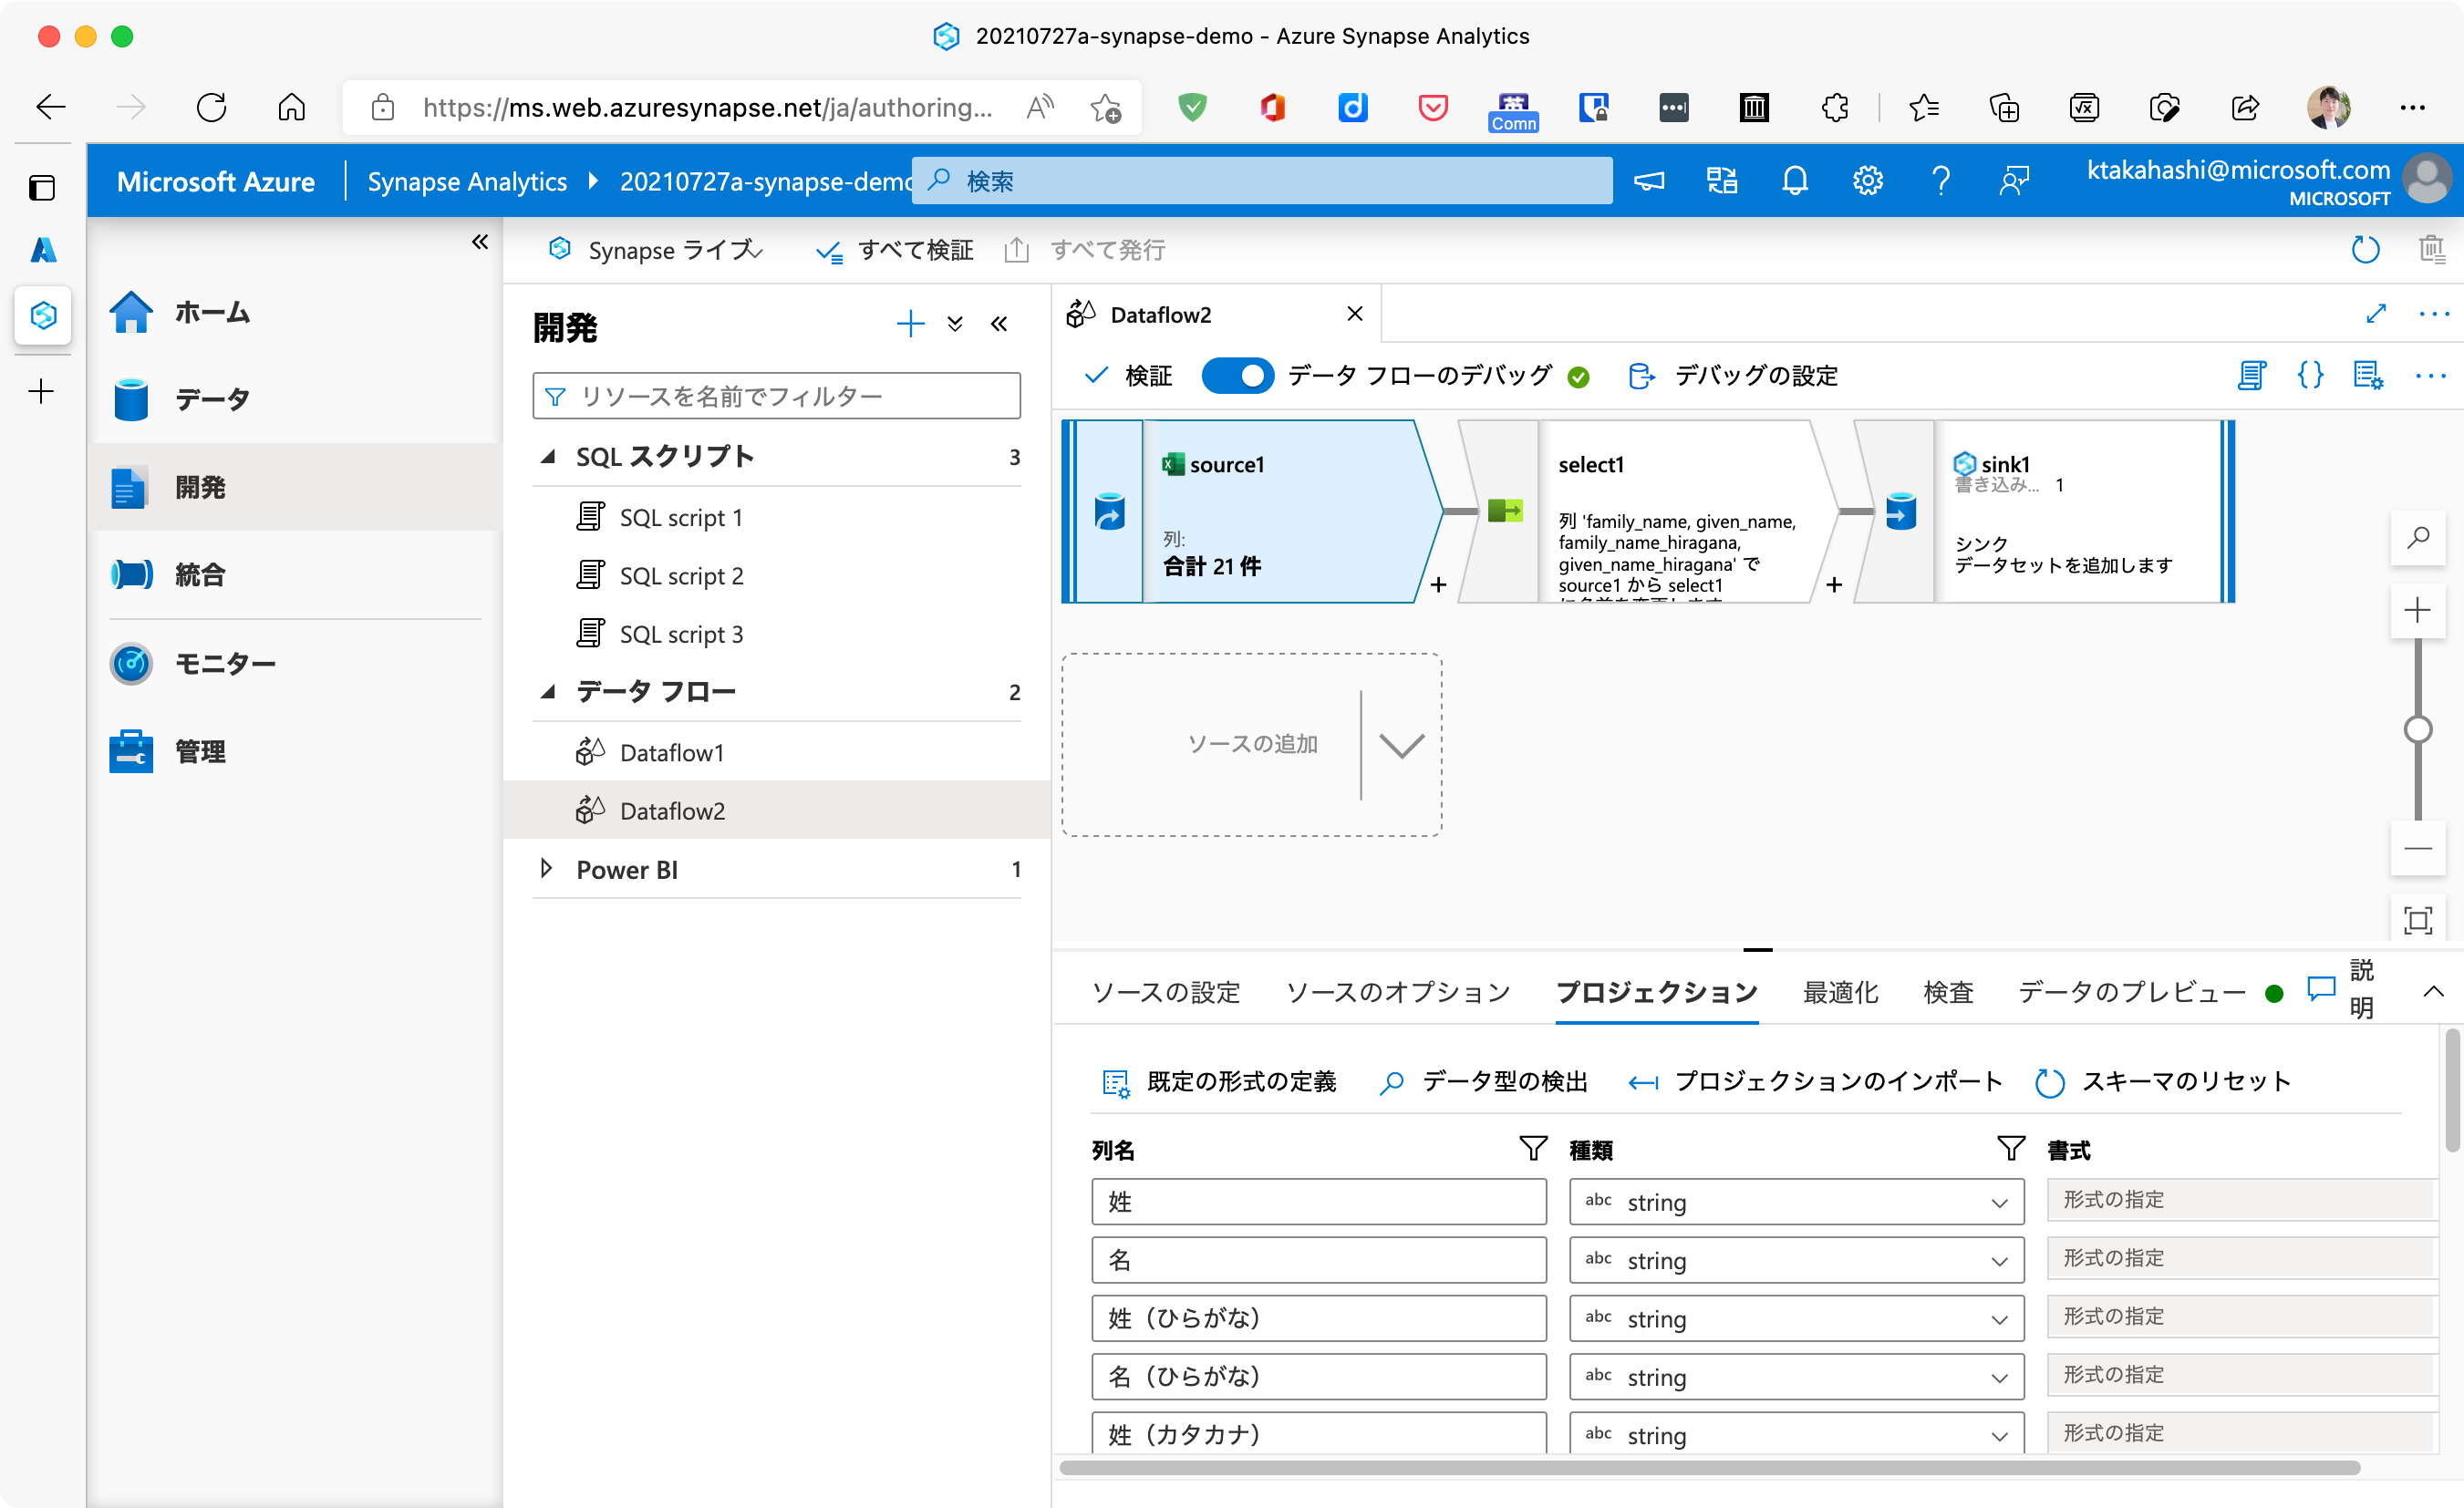 20210727a-synapse-demo - Azure Synapse Analytics
https://ms.web.azuresynapse.net/ja/authoring...
英
Comn
Microsoft Azure
Synapse Analytics
20210727a-synapse-demo
検索
ktakahashi@microsoft.com
MICROSOFT
Synapse ライブ
すべて検証
すべて発行
ホーム
データ
開発
統合
モニター
管理
開発
リソースを名前でフィルター
SQL スクリプト 3
SQL script 1
SQL script 2
SQL script 3
データ フロー 2
Dataflow1
Dataflow2
Power BI 1
Dataflow2
検証
データ フローのデバッグ
デバッグの設定
source1
列:
合計 21 件
select1
列 'family_name, given_name,
family_name_hiragana,
given_name_hiragana' で
source1 から select1
に名前を変更します
sink1
書き込み... 1
シンク
データセットを追加します
ソースの追加
ソースの設定
ソースのオプション
プロジェクション
最適化
検査
データのプレビュー
説明
既定の形式の定義
データ型の検出
プロジェクションのインポート
スキーマのリセット
列名 種類 書式
姓 abc string 形式の指定
名 abc string 形式の指定
姓（ひらがな） abc string 形式の指定
名（ひらがな） abc string 形式の指定
姓（カタカナ） abc string 形式の指定